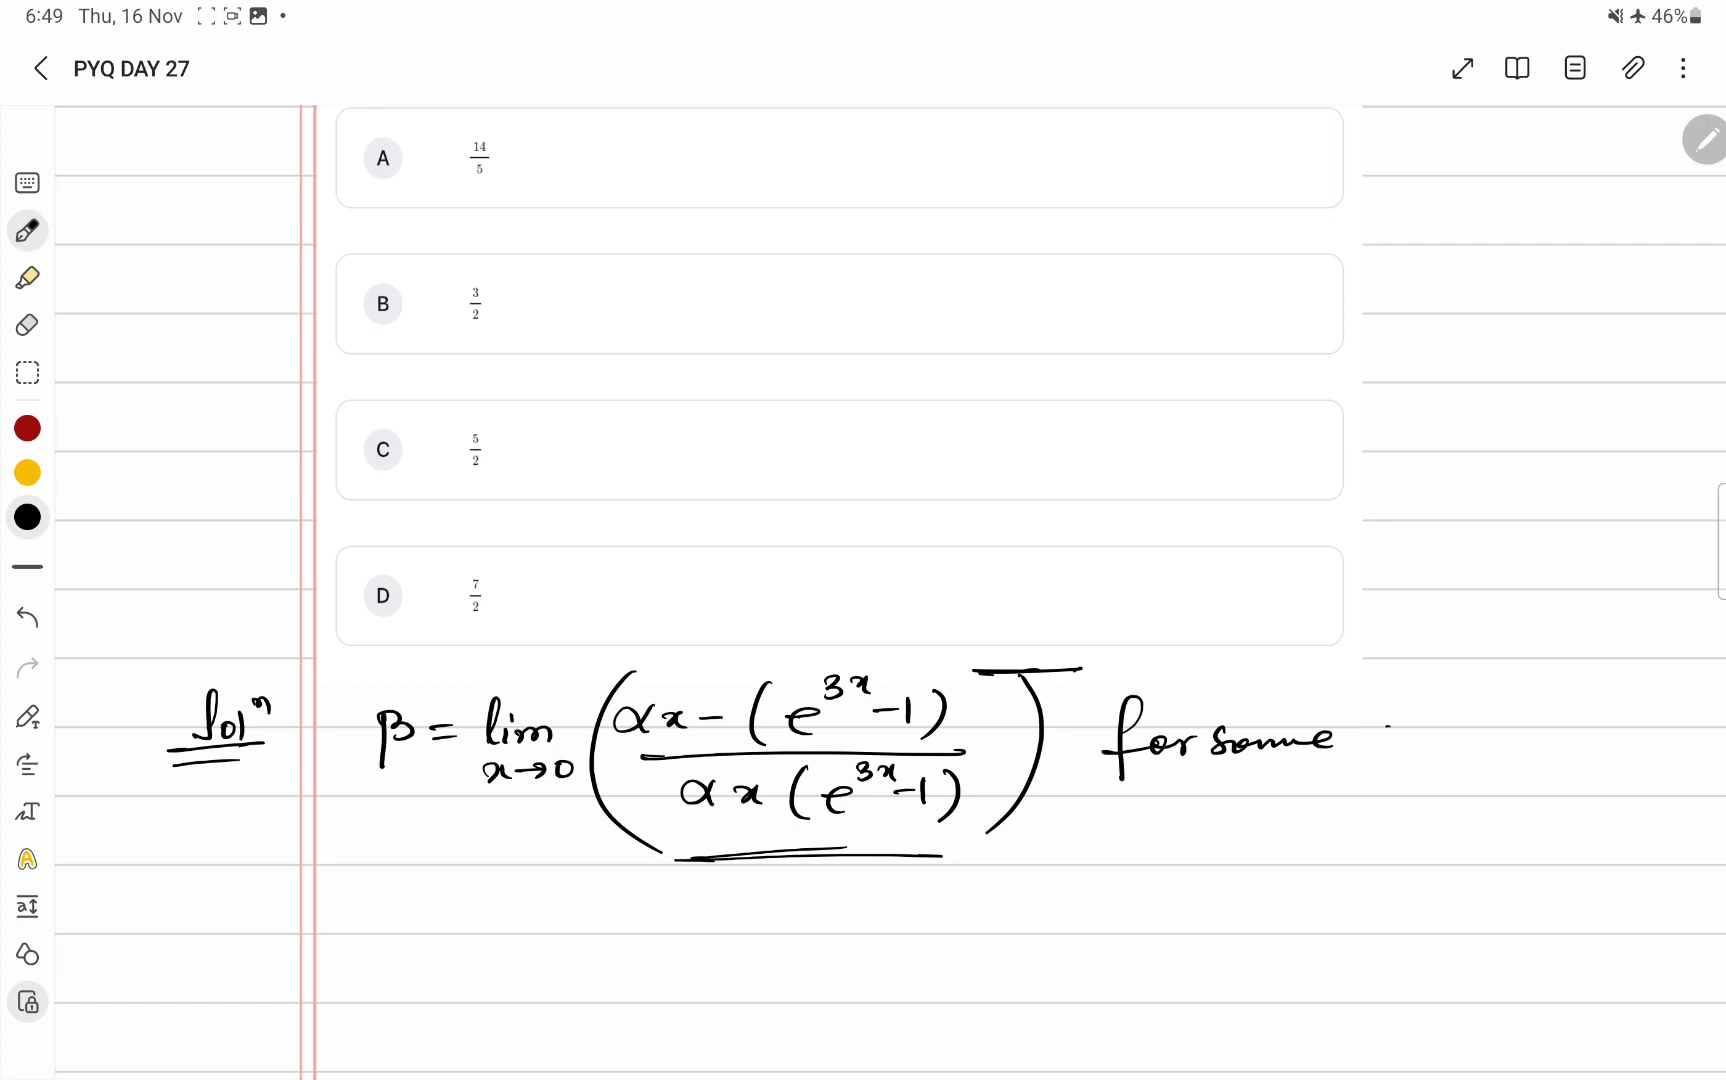 6:49 Thu, 16 Nov
46%
PYQ DAY 27
A 14/5
B 3/2
C 5/2
D 7/2
Solⁿ β = lim x→0 (αx − (e^3x − 1) / αx (e^3x − 1)) for some